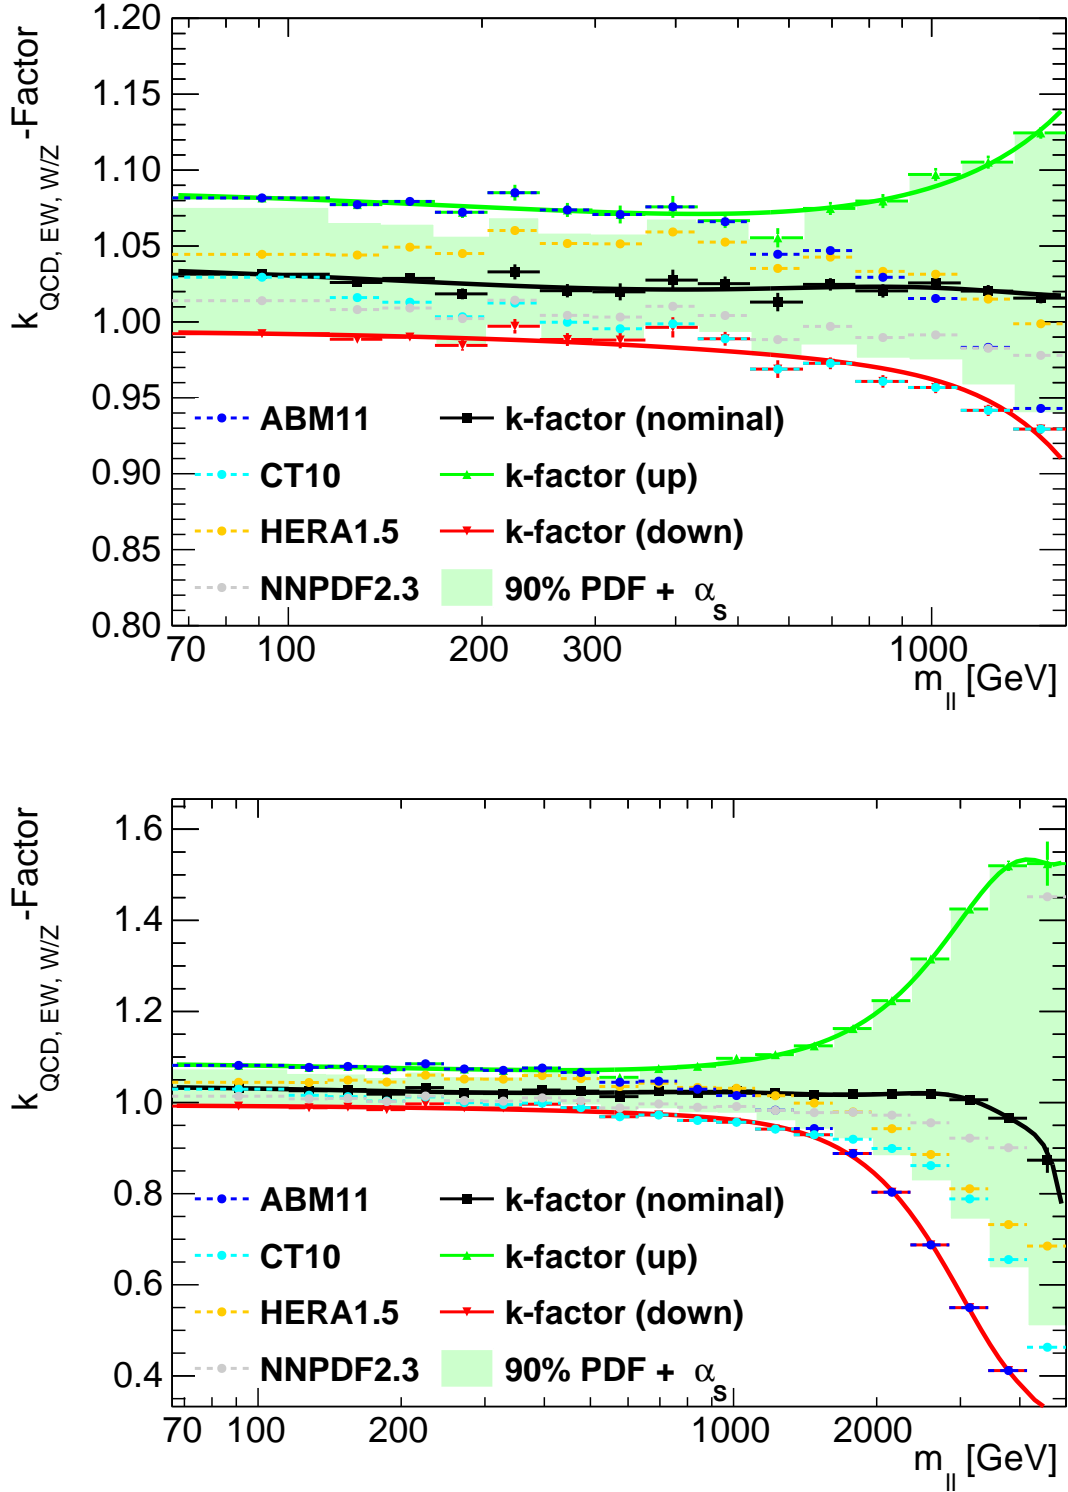 k_QCD, EW, W/Z-Factor
1.20
1.15
1.10
1.05
1.00
0.95
0.90
0.85
0.80
ABM11
k-factor (nominal)
CT10
k-factor (up)
HERA1.5
k-factor (down)
NNPDF2.3
90% PDF + α_s
70 100 200 300 1000
m_ll [GeV]
k_QCD, EW, W/Z-Factor
1.6
1.4
1.2
1.0
0.8
0.6
0.4
ABM11
k-factor (nominal)
CT10
k-factor (up)
HERA1.5
k-factor (down)
NNPDF2.3
90% PDF + α_s
70 100 200 1000 2000
m_ll [GeV]